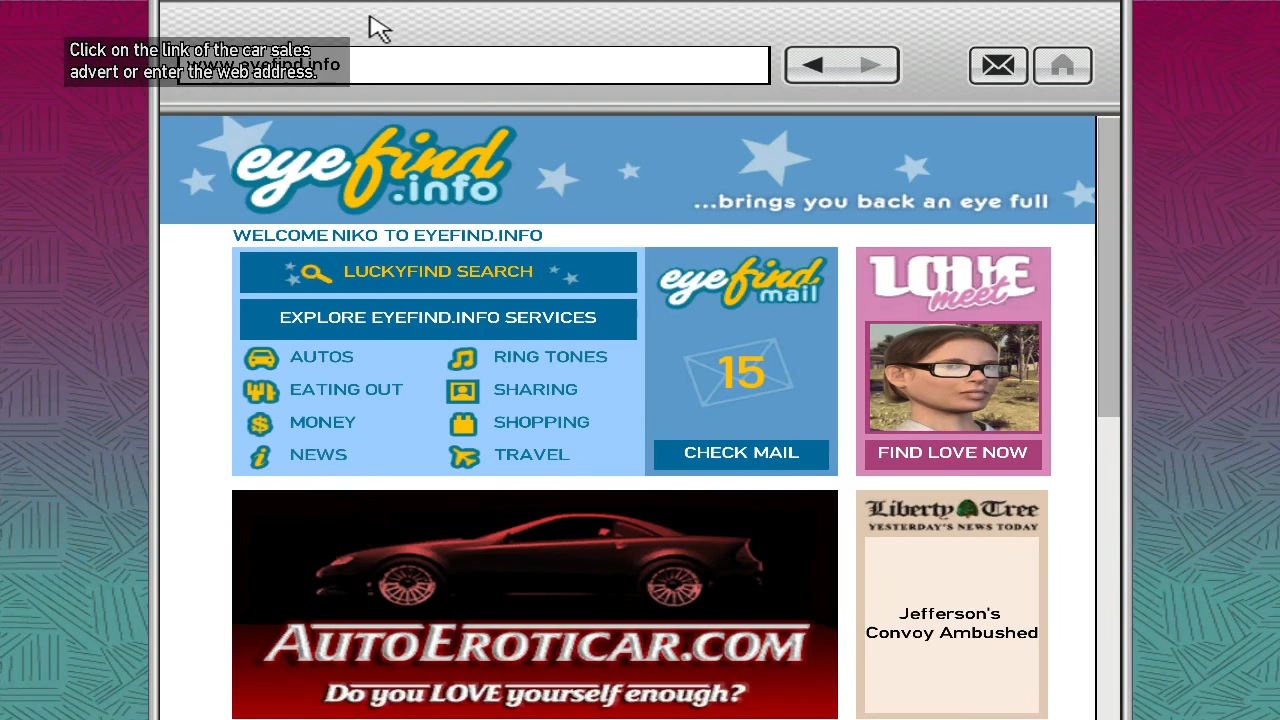 Click on the link of the car sales
advert or enter the web address.
www.eyefind.info
eyefind
.info
...brings you back an eye full
WELCOME NIKO TO EYEFIND.INFO
LUCKYFIND SEARCH
EXPLORE EYEFIND.INFO SERVICES
AUTOS
RING TONES
EATING OUT
SHARING
MONEY
SHOPPING
NEWS
TRAVEL
eyefind
mail
15
CHECK MAIL
LOVE
meet
FIND LOVE NOW
AUTOEROTICAR.COM
Do you LOVE yourself enough?
Liberty Tree
YESTERDAY'S NEWS TODAY
Jefferson's
Convoy Ambushed